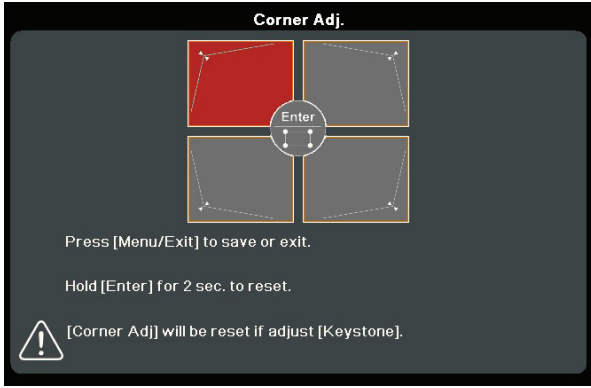 Corner Adj.
Enter
Press [Menu/Exit] to save or exit.
Hold [Enter] for 2 sec. to reset.
[Corner Adj] will be reset if adjust [Keystone].